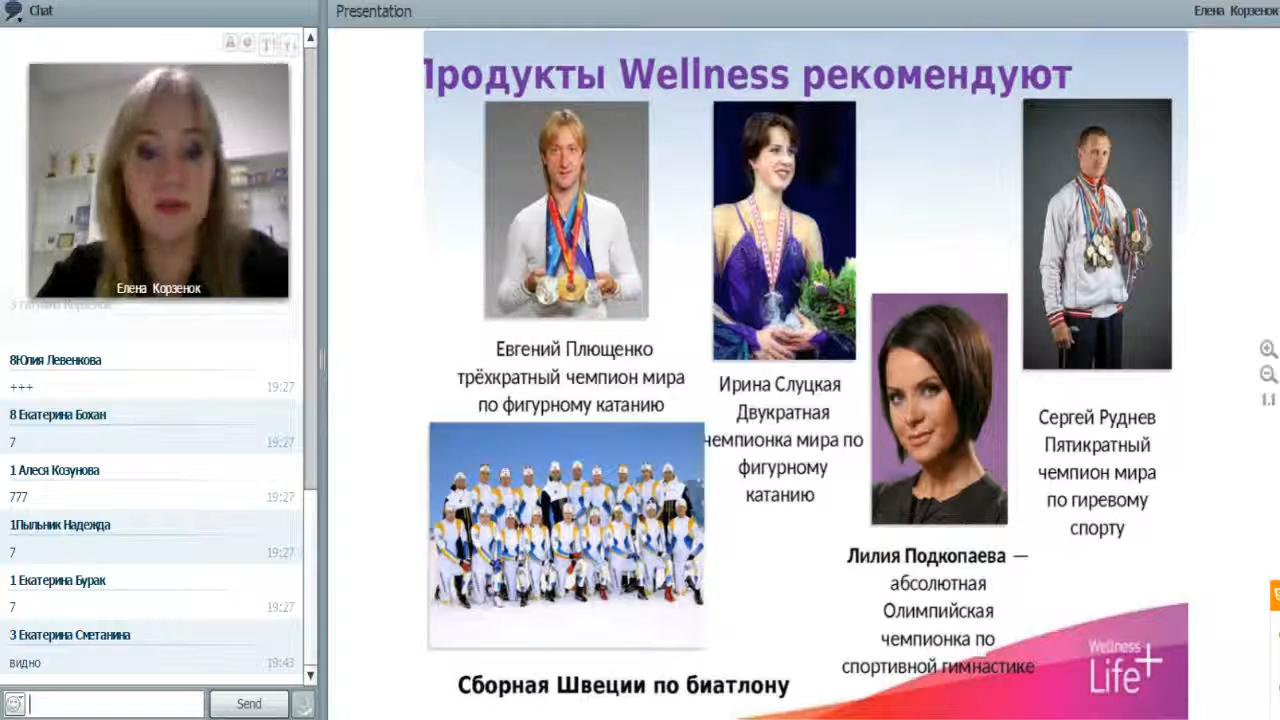 Chat
Presentation
Елена Корзенок
Елена Корзенок
8Юлия Левенкова
+++
19:27
8 Екатерина Бохан
7
19:27
1 Алеся Козунова
777
19:27
1Пыльник Надежда
7
19:27
1 Екатерина Бурак
7
19:27
3 Екатерина Сметанина
видно
19:43
Send
Продукты Wellness рекомендуют
Евгений Плющенко
трёхкратный чемпион мира
по фигурному катанию
Ирина Слуцкая
Двукратная
чемпионка мира по
фигурному
катанию
Сергей Руднев
Пятикратный
чемпион мира
по гиревому
спорту
Лилия Подкопаева —
абсолютная
Олимпийская
чемпионка по
спортивной гимнастике
Сборная Швеции по биатлону
Wellness
Life+
1:1